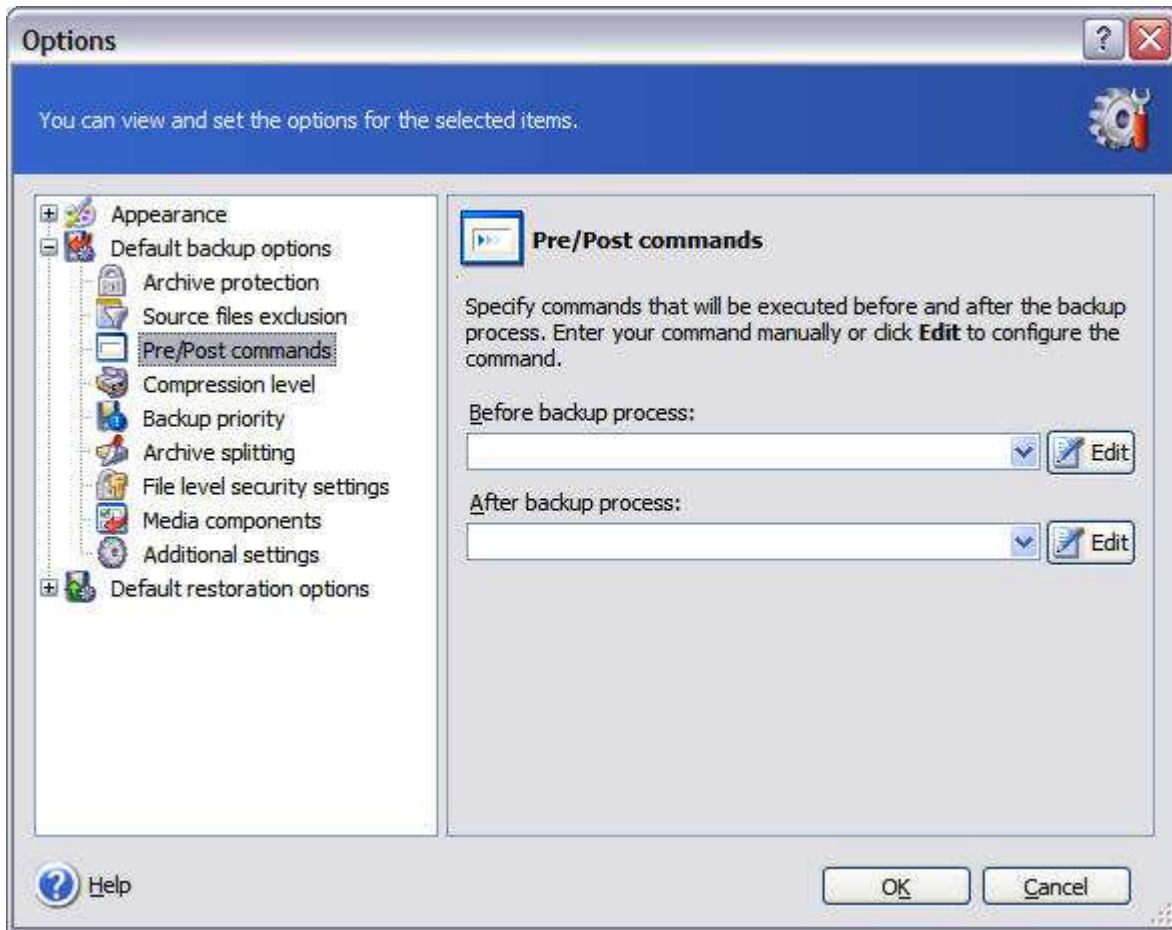 Options
You can view and set the options for the selected items.
Appearance
Default backup options
Archive protection
Source files exclusion
Pre/Post commands
Compression level
Backup priority
Archive splitting
File level security settings
Media components
Additional settings
Default restoration options
Pre/Post commands
Specify commands that will be executed before and after the backup
process. Enter your command manually or click Edit to configure the
command.
Before backup process:
Edit
After backup process:
Edit
Help
OK
Cancel